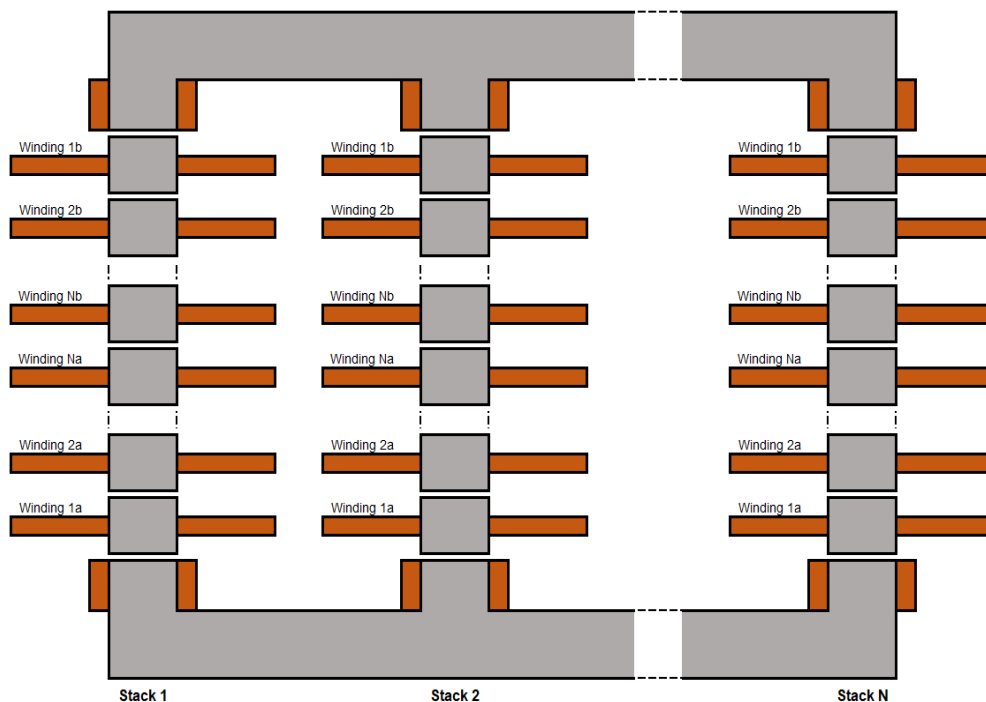 Winding 1b Winding 1b Winding 1b
Winding 2b Winding 2b Winding 2b
Winding Nb Winding Nb Winding Nb
Winding Na Winding Na Winding Na
Winding 2a Winding 2a Winding 2a
Winding 1a Winding 1a Winding 1a
Stack 1 Stack 2 Stack N